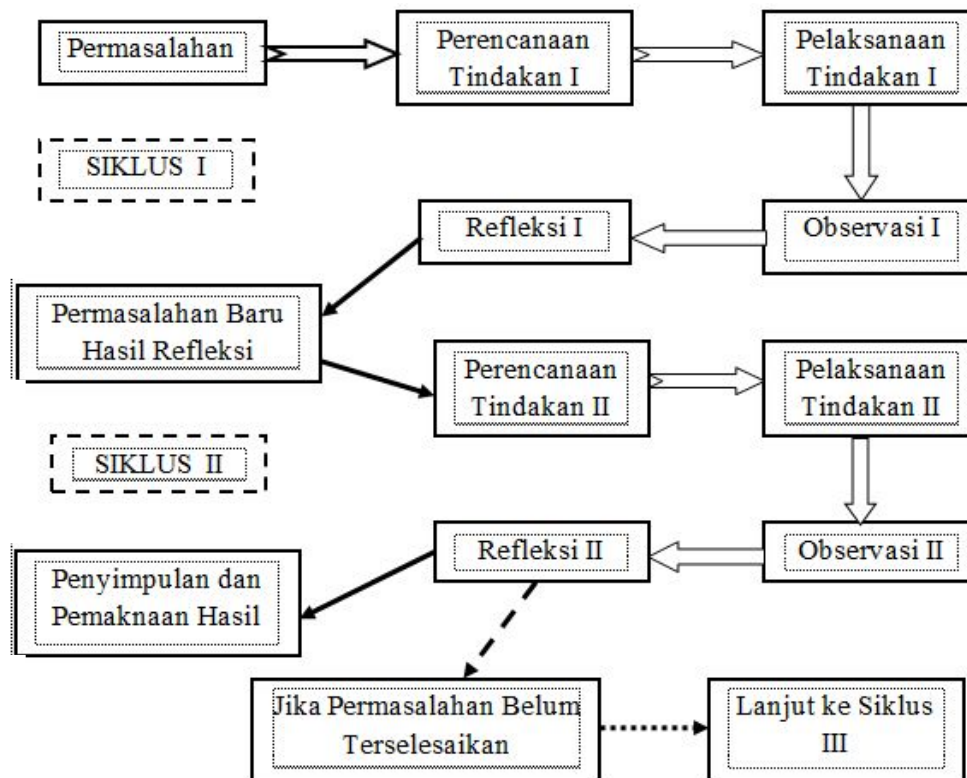 Permasalahan
Perencanaan
Tindakan I
Pelaksanaan
Tindakan I
SIKLUS I
Refleksi I
Observasi I
Permasalahan Baru
Hasil Refleksi
Perencanaan
Tindakan II
Pelaksanaan
Tindakan II
SIKLUS II
Refleksi II
Observasi II
Penyimpulan dan
Pemaknaan Hasil
Jika Permasalahan Belum
Terselesaikan
Lanjut ke Siklus
III